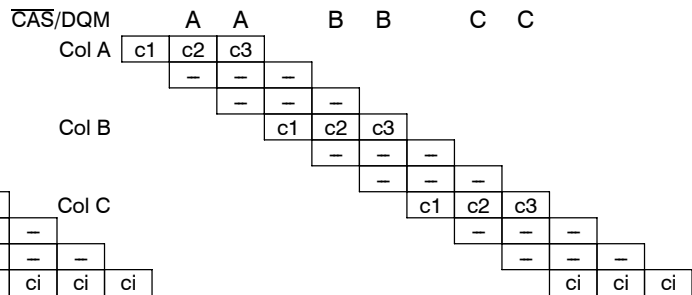 CAS/DQM A A B B C C
Col A c1 c2 c3
– – –
– – –
Col B c1 c2 c3
– – –
– – –
Col C c1 c2 c3
– – – –
– – – – –
ci ci ci ci ci ci